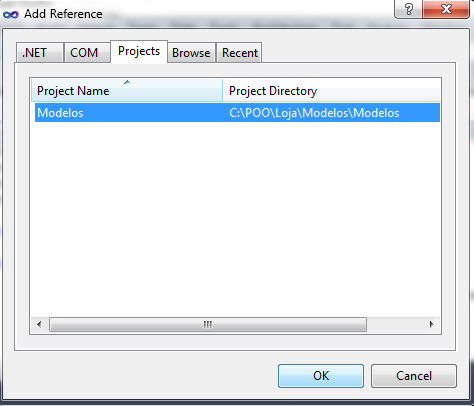 Add Reference
.NET COM Projects Browse Recent
Project Name Project Directory
Modelos C:\POO\Loja\Modelos\Modelos
OK Cancel